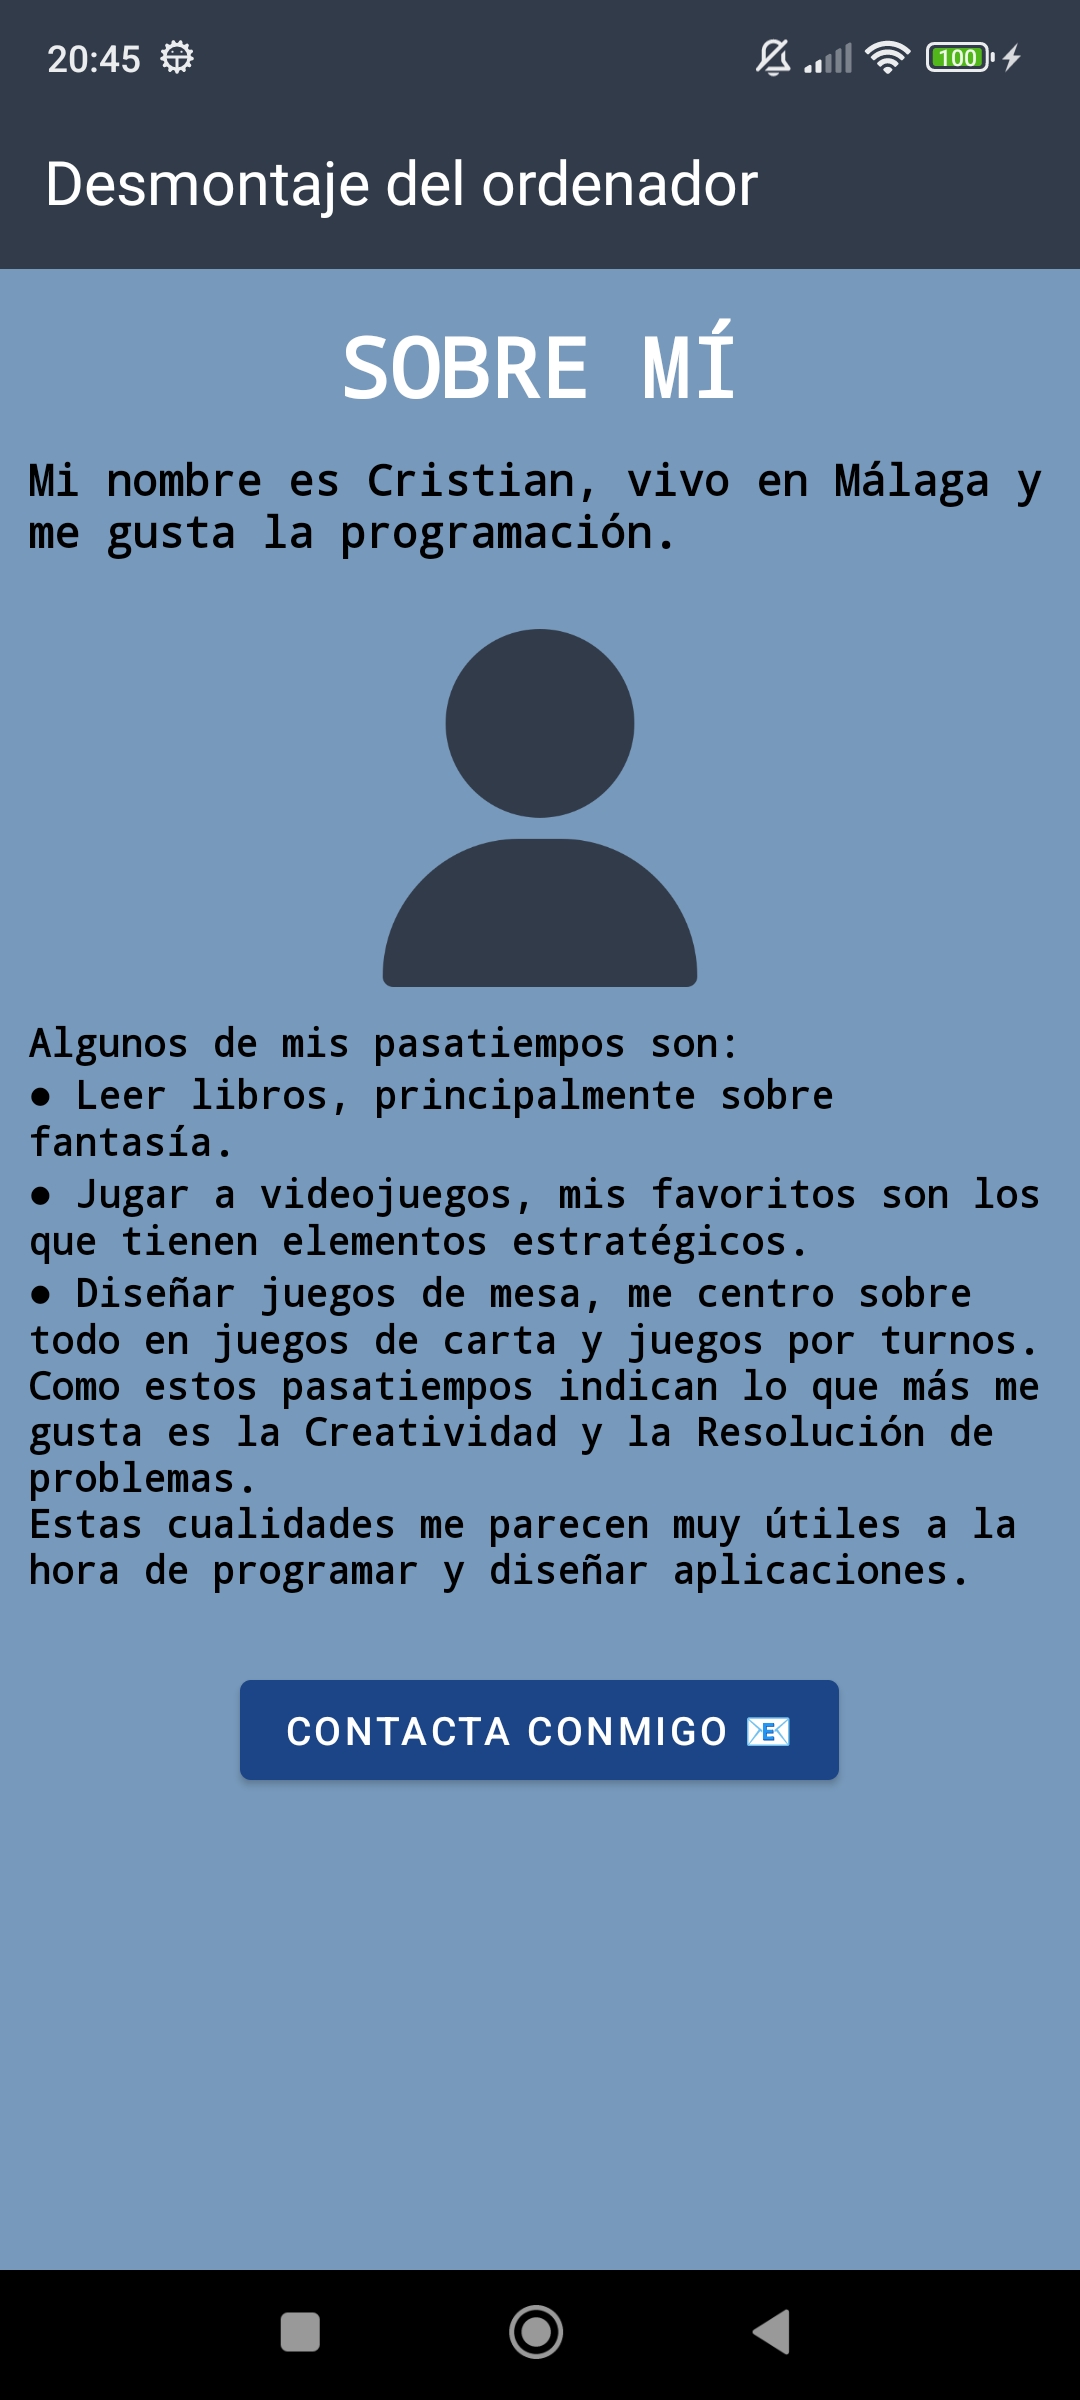 20:45
100
Desmontaje del ordenador
SOBRE MÍ
Mi nombre es Cristian, vivo en Málaga y
me gusta la programación.
Algunos de mis pasatiempos son:
● Leer libros, principalmente sobre
fantasía.
● Jugar a videojuegos, mis favoritos son los
que tienen elementos estratégicos.
● Diseñar juegos de mesa, me centro sobre
todo en juegos de carta y juegos por turnos.
Como estos pasatiempos indican lo que más me
gusta es la Creatividad y la Resolución de
problemas.
Estas cualidades me parecen muy útiles a la
hora de programar y diseñar aplicaciones.
CONTACTA CONMIGO 📧